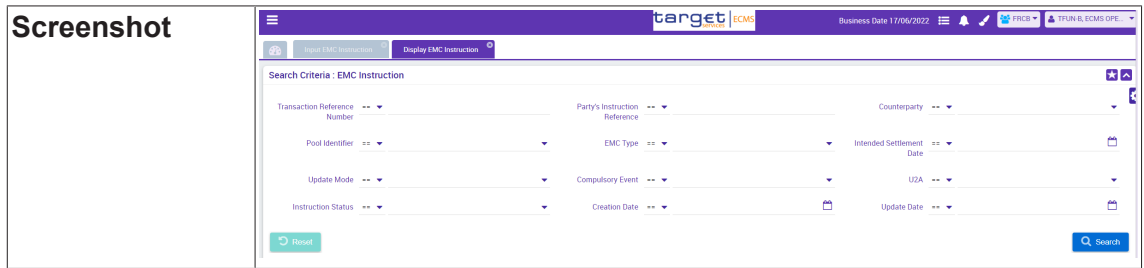 Screenshot
target services ECMS
Business Date 17/06/2022 FRCB TFUN-B, ECMS OPE...
Input EMC Instruction Display EMC Instruction
Search Criteria : EMC Instruction
Transaction Reference Number == Party's Instruction Reference == Counterparty ==
Pool Identifier == EMC Type == Intended Settlement Date ==
Update Mode == Compulsory Event == U2A ==
Instruction Status == Creation Date == Update Date ==
Reset Search